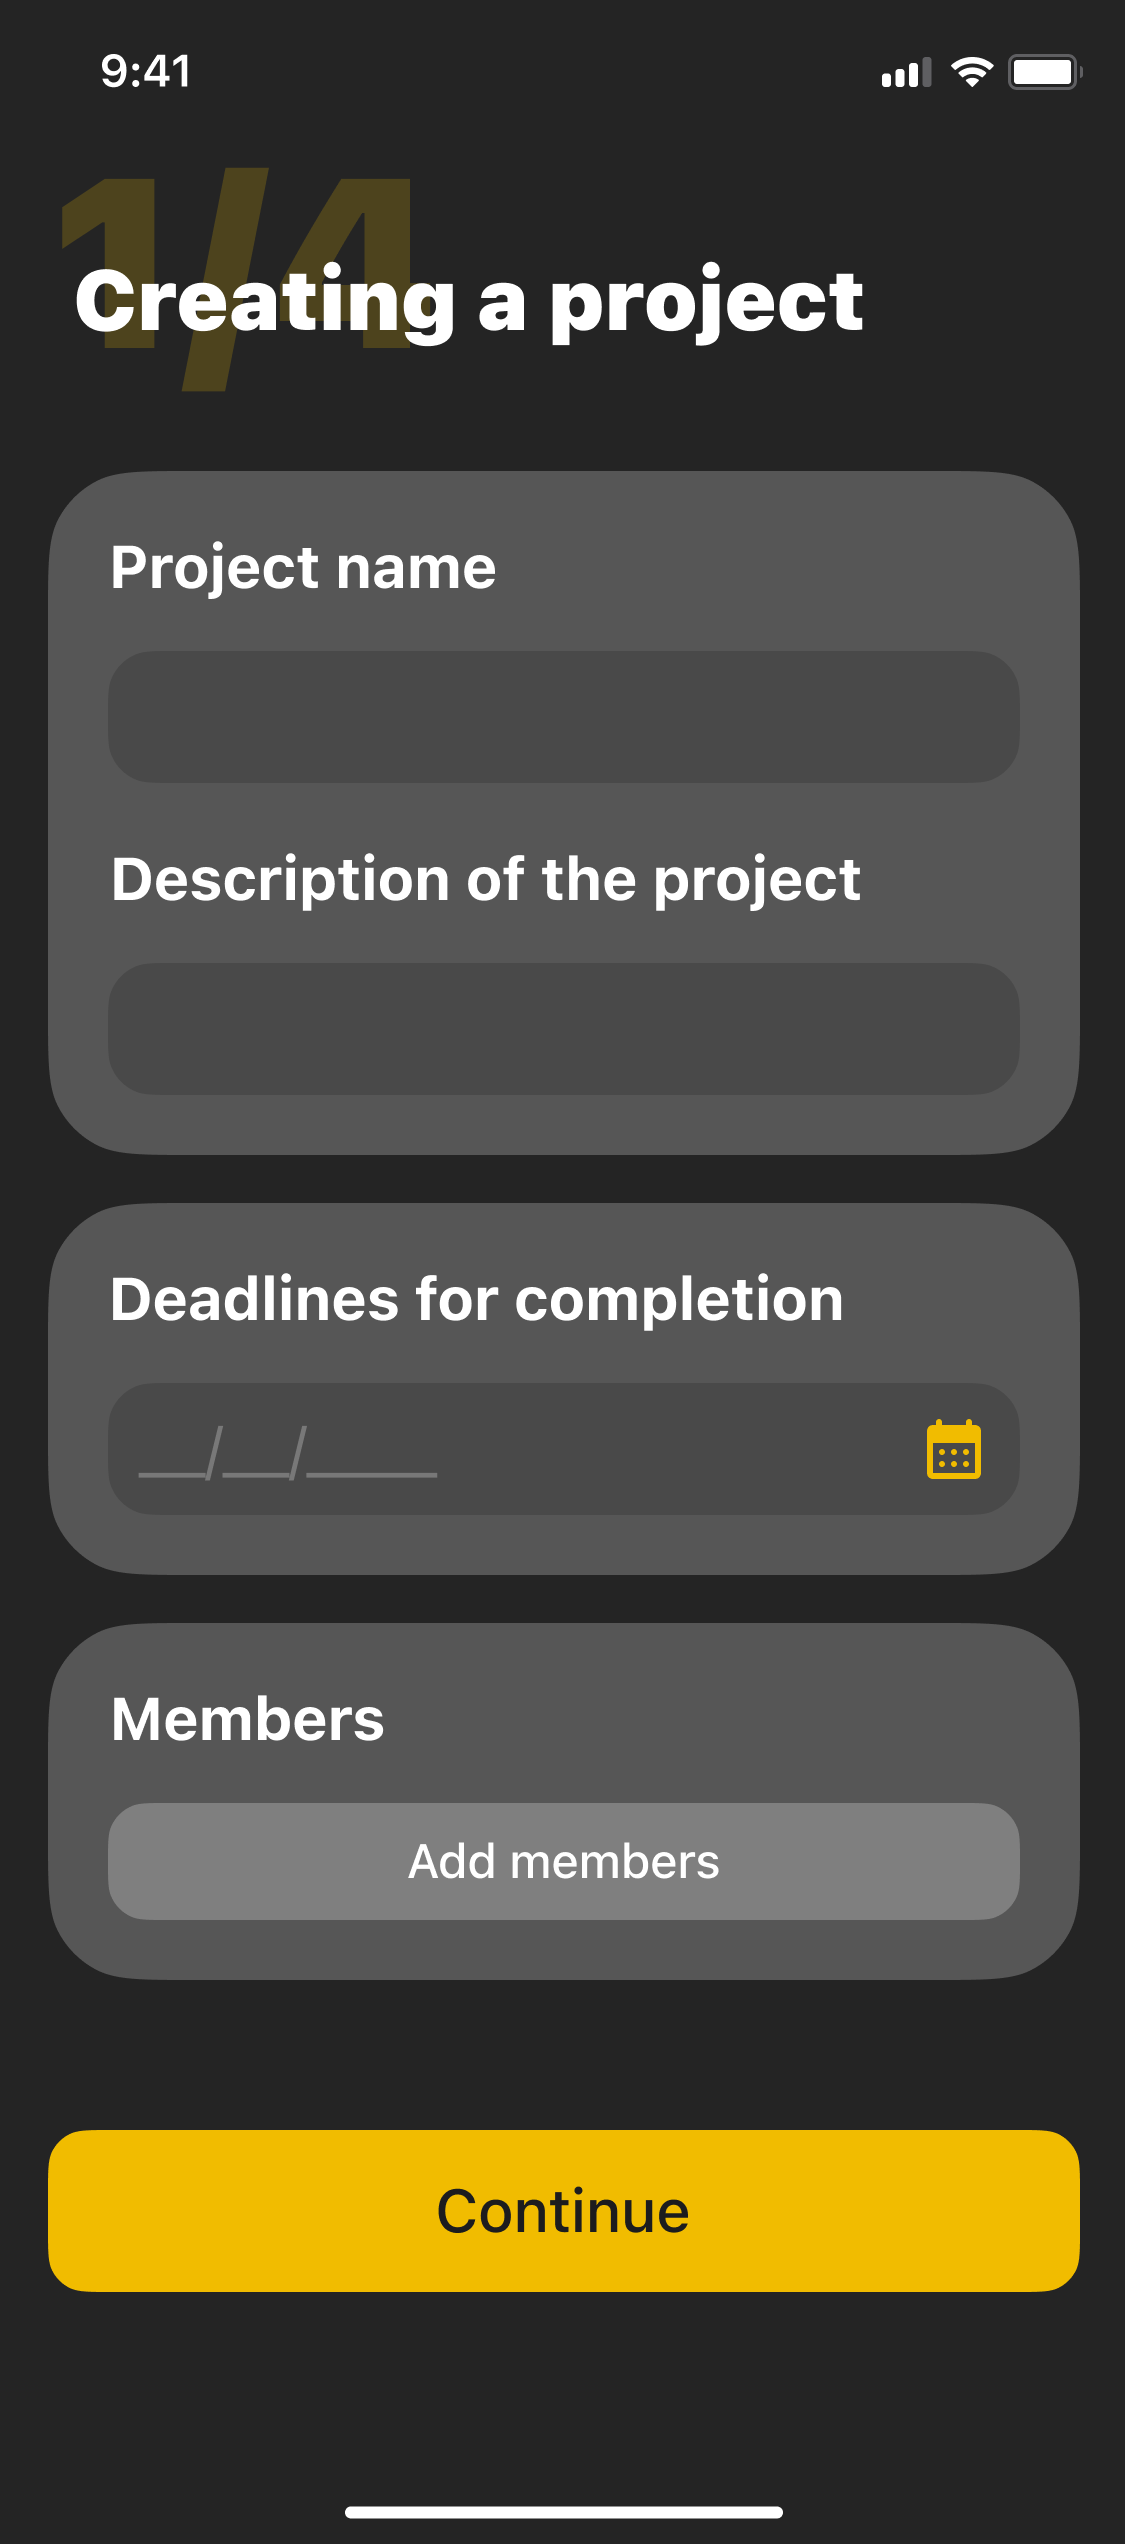 9:41
1/4
Creating a project
Project name
Description of the project
Deadlines for completion
__/__/____
Members
Add members
Continue